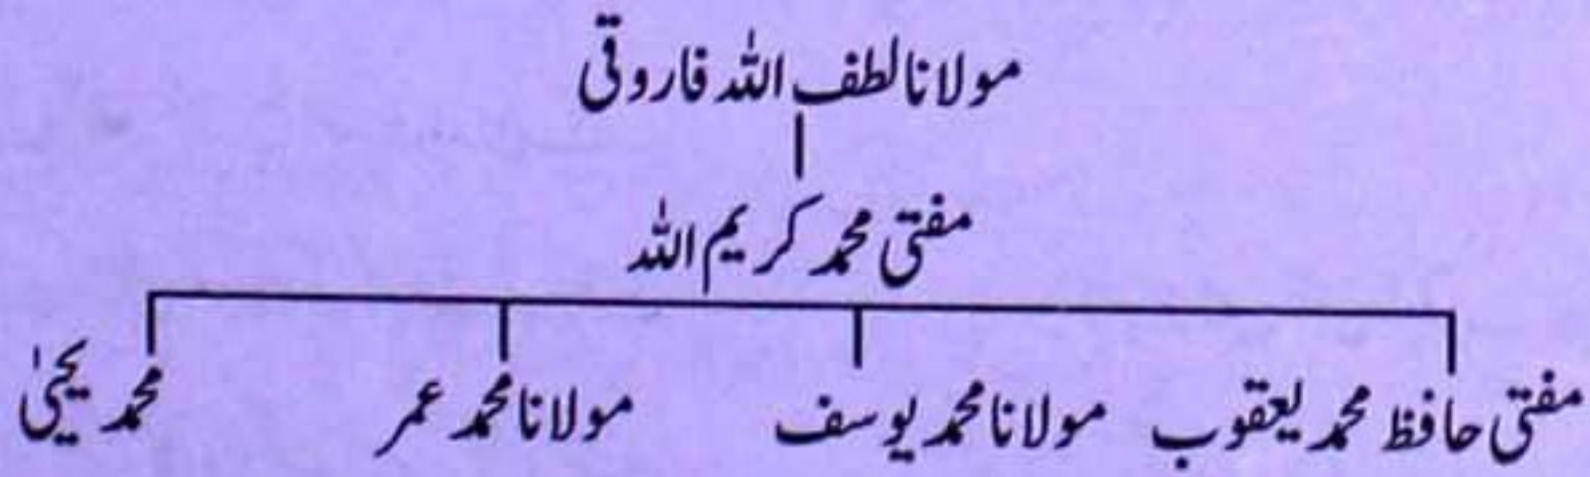 مولانا لطف اللہ فاروقی
مفتی محمد کریم اللہ
مفتی حافظ محمد یعقوب مولانا محمد یوسف مولانا محمد عمر محمد یحییٰ